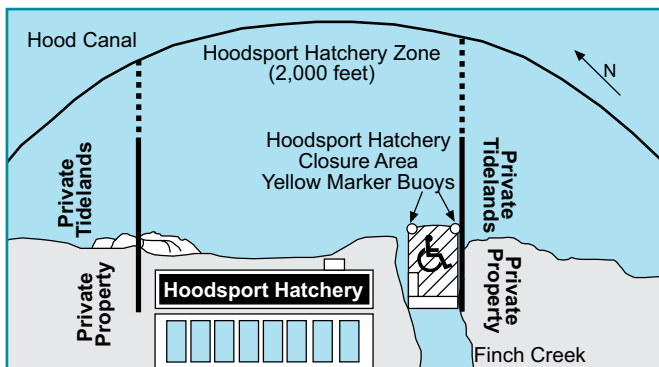 Hood Canal
Hoodsport Hatchery Zone
(2,000 feet)
N
Hoodsport Hatchery
Closure Area
Yellow Marker Buoys
Private
Tidelands
Private
Tidelands
Private
Property
Private
Property
Hoodsport Hatchery
Finch Creek